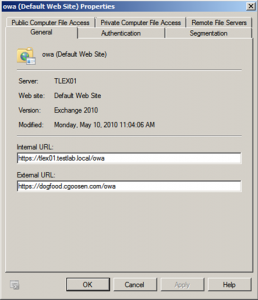 owa (Default Web Site) Properties
Public Computer File Access Private Computer File Access Remote File Servers
General Authentication Segmentation
owa (Default Web Site)
Server: TLEX01
Web site: Default Web Site
Version: Exchange 2010
Modified: Monday, May 10, 2010 11:04:06 AM
Internal URL:
https://tlex01.testlab.local/owa
External URL:
https://dogfood.cgoosen.com/owa
OK Cancel Apply Help